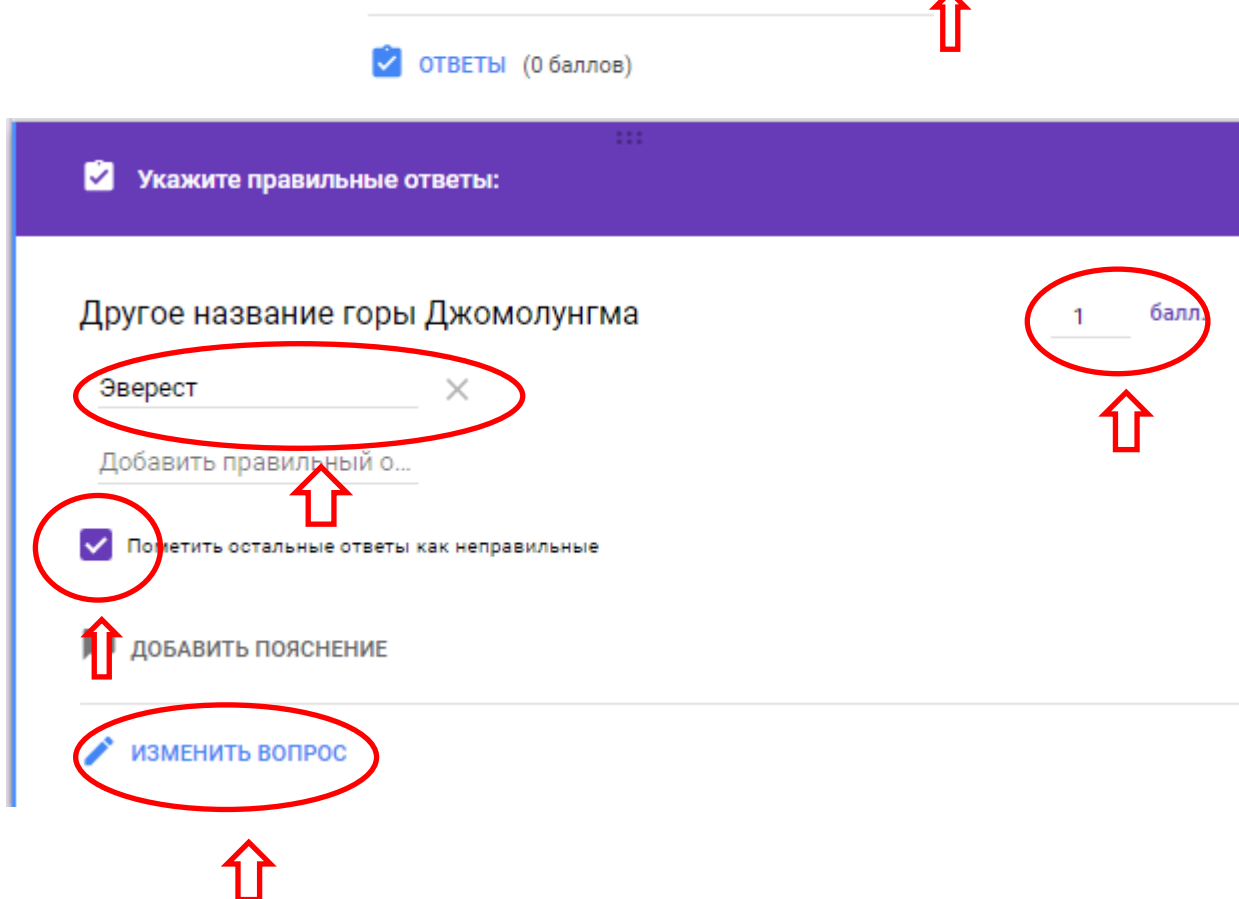 ОТВЕТЫ (0 баллов)
Укажите правильные ответы:
Другое название горы Джомолунгма
1 балл.
Эверест
Добавить правильный о...
Пометить остальные ответы как неправильные
ДОБАВИТЬ ПОЯСНЕНИЕ
ИЗМЕНИТЬ ВОПРОС